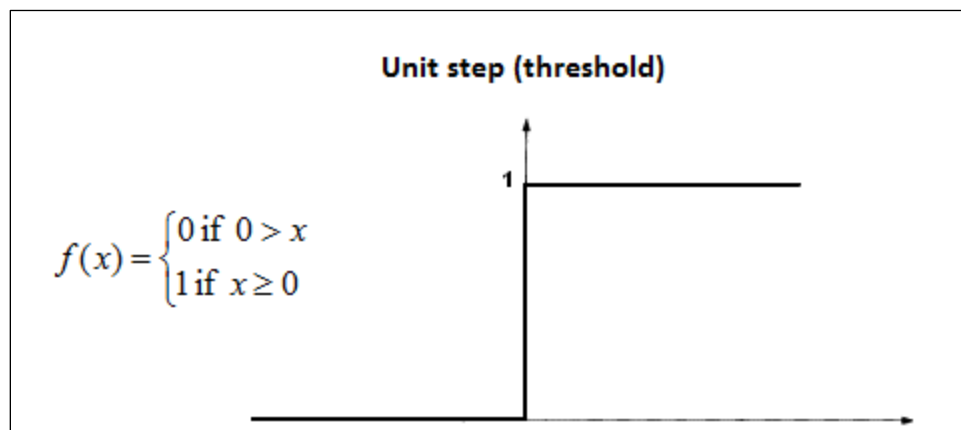 Unit step (threshold)
1
f(x) = {0 if 0 > x
1 if x ≥ 0